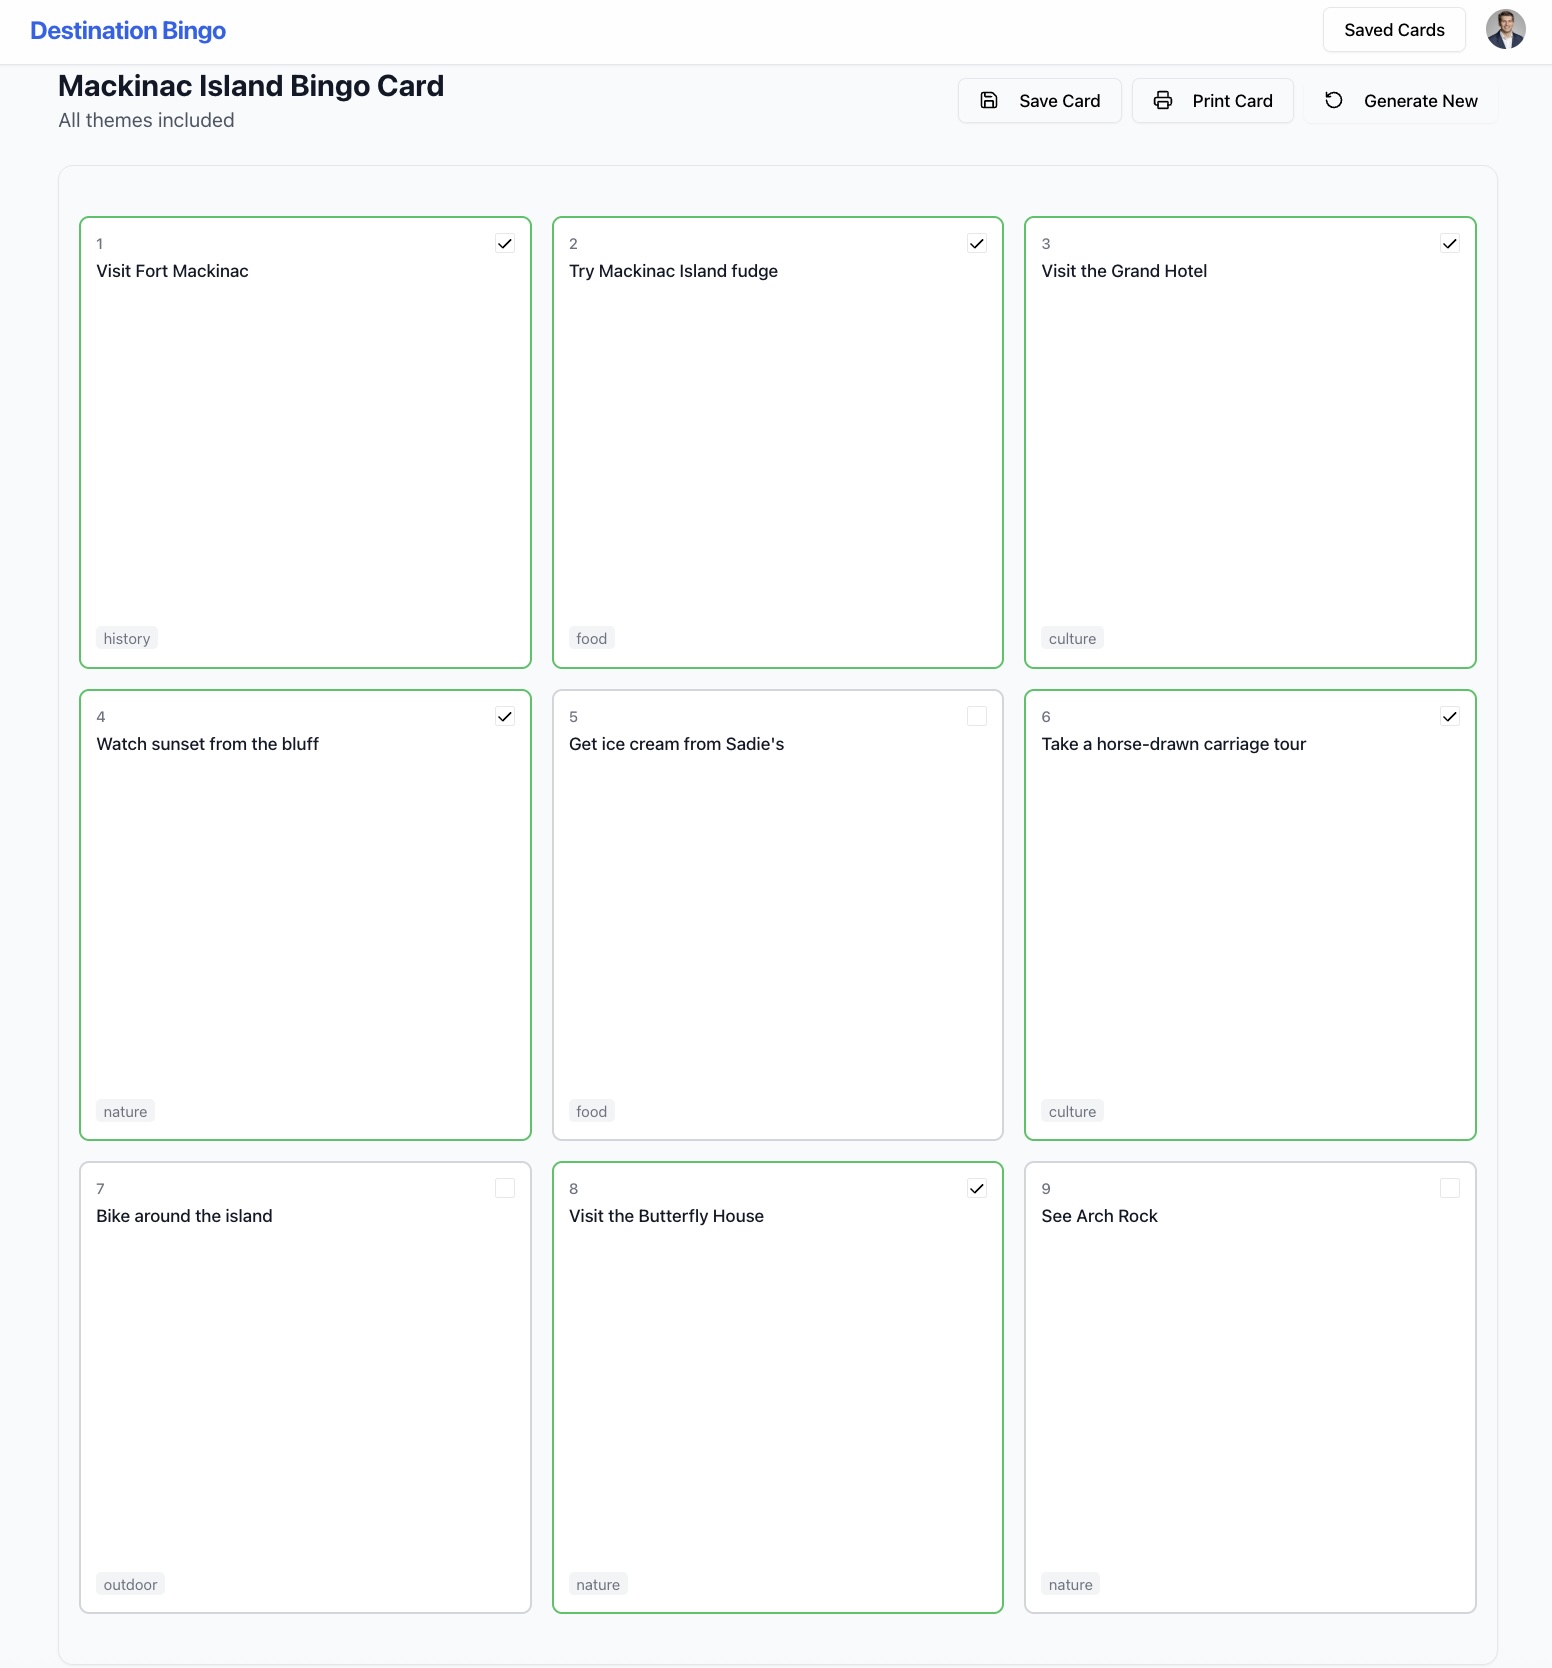 Destination Bingo
Saved Cards
Mackinac Island Bingo Card
All themes included
Save Card
Print Card
Generate New
1
Visit Fort Mackinac
history
2
Try Mackinac Island fudge
food
3
Visit the Grand Hotel
culture
4
Watch sunset from the bluff
nature
5
Get ice cream from Sadie's
food
6
Take a horse-drawn carriage tour
culture
7
Bike around the island
outdoor
8
Visit the Butterfly House
nature
9
See Arch Rock
nature